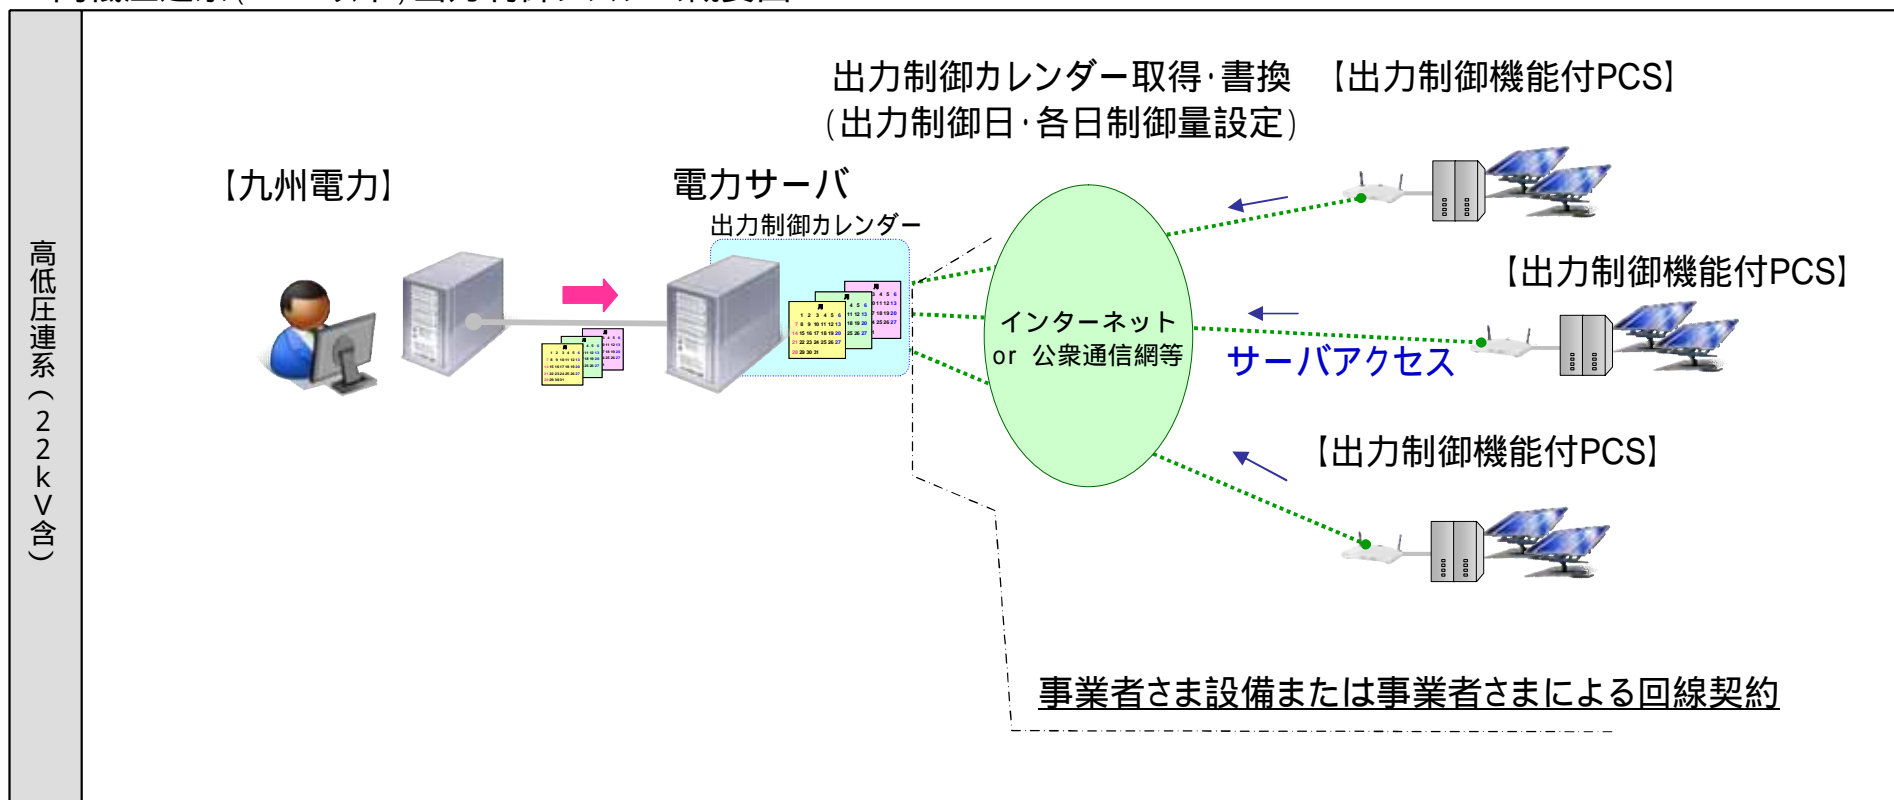 出力制御カレンダー取得・書換
(出力制御日・各日制御量設定)
【出力制御機能付PCS】
【九州電力】
電力サーバ
出力制御カレンダー
高低圧連系(22kV含)
【出力制御機能付PCS】
インターネット
or 公衆通信網等
サーバアクセス
【出力制御機能付PCS】
事業者さま設備または事業者さまによる回線契約